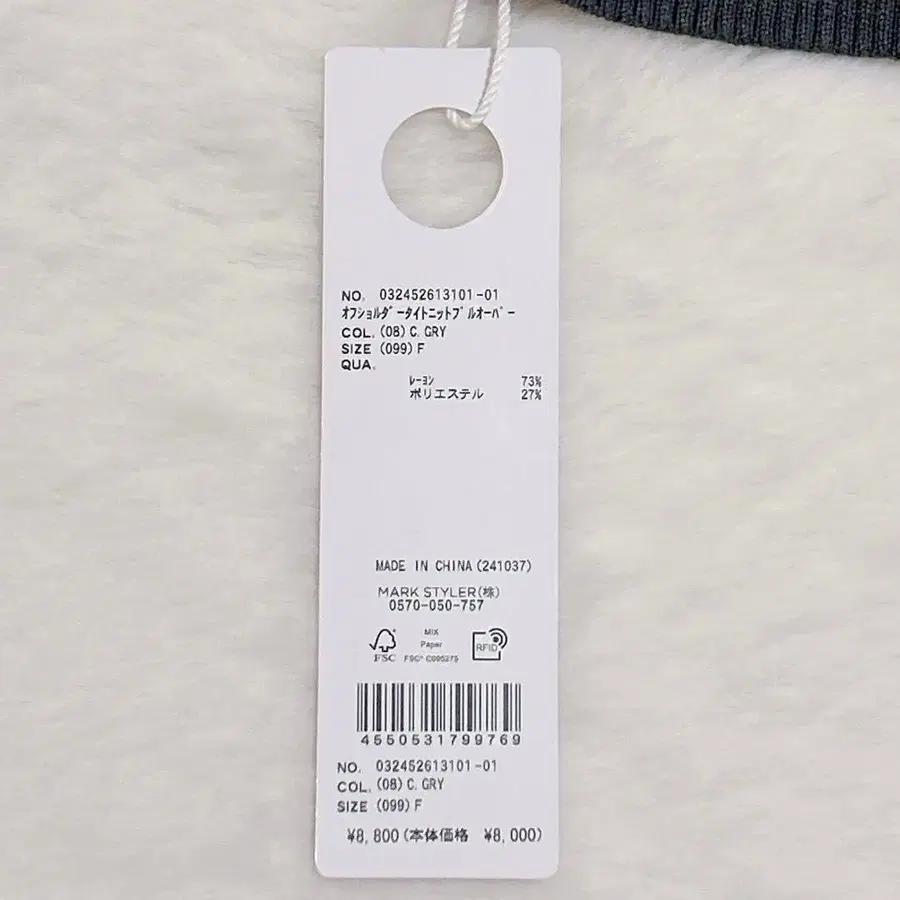 NO. 032452613101-01
ｵﾌｼｮﾙﾀﾞｰﾀｲﾄﾆｯﾄﾌﾟﾙｵｰﾊﾞｰ
COL. (08) C. GRY
SIZE (099) F
QUA.
ﾚｰﾖﾝ 73%
ポリエステル 27%
MADE IN CHINA (241037)
MARK STYLER(株)
0570-050-757
MIX
Paper
FSC FSC® C095275
RFID
4550531799769
NO. 032452613101-01
COL. (08) C. GRY
SIZE (099) F
¥8,800(本体価格 ¥8,000)